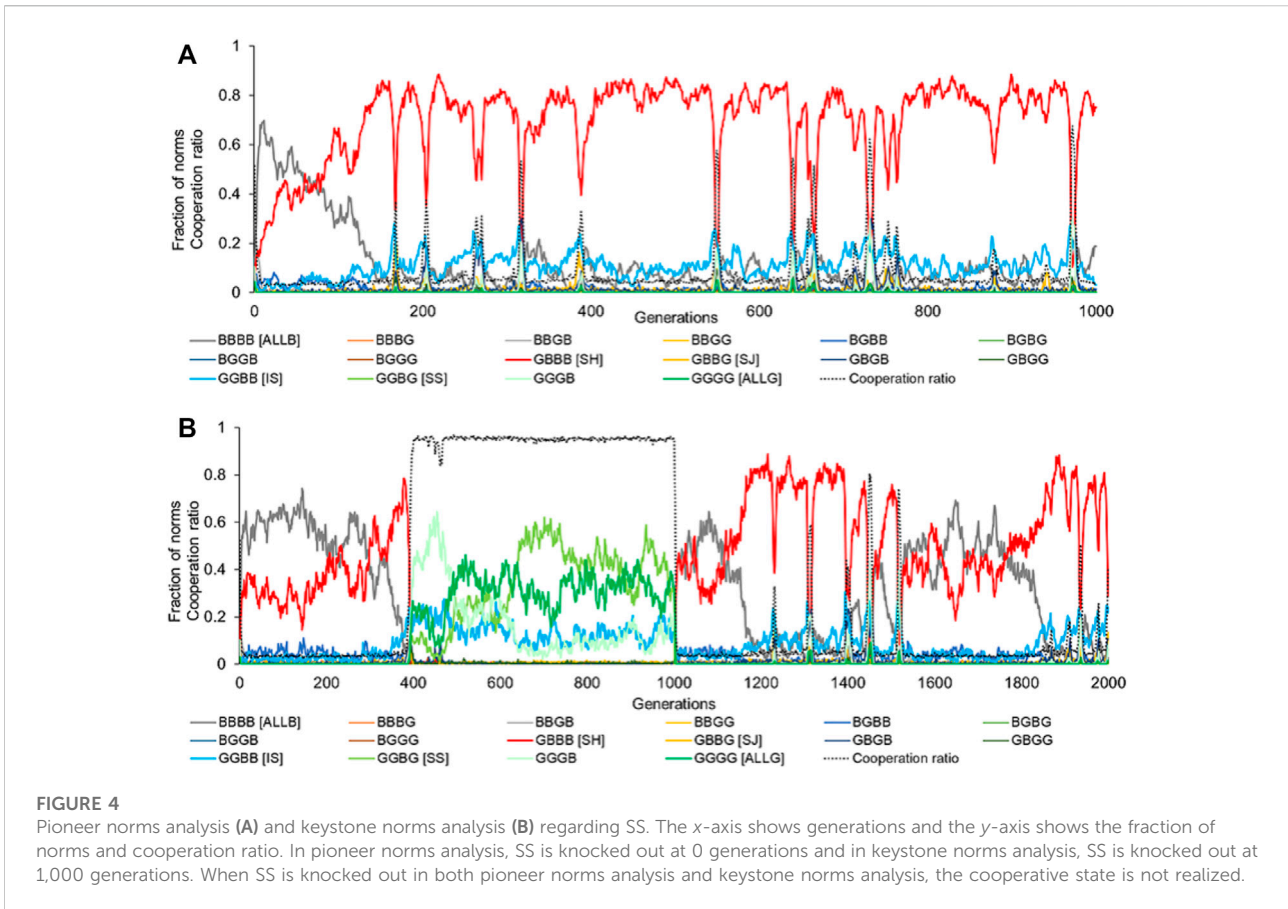 A
Fraction of norms
Cooperation ratio
1
0.8
0.6
0.4
0.2
0
0 200 400 600 800 1000
Generations
BBBB [ALLB] BBBG BBGB BBGG BGBB BGBG
BGGB BGGG GBBB [SH] GBBG [SJ] GBGB GBGG
GGBB [IS] GGBG [SS] GGGB GGGG [ALLG] Cooperation ratio
B
Fraction of norms
Cooperation ratio
1
0.8
0.6
0.4
0.2
0
0 200 400 600 800 1000 1200 1400 1600 1800 2000
Generations
BBBB [ALLB] BBBG BBGB BBGG BGBB BGBG
BGGB BGGG GBBB [SH] GBBG [SJ] GBGB GBGG
GGBB [IS] GGBG [SS] GGGB GGGG [ALLG] Cooperation ratio
FIGURE 4
Pioneer norms analysis (A) and keystone norms analysis (B) regarding SS. The x-axis shows generations and the y-axis shows the fraction of
norms and cooperation ratio. In pioneer norms analysis, SS is knocked out at 0 generations and in keystone norms analysis, SS is knocked out at
1,000 generations. When SS is knocked out in both pioneer norms analysis and keystone norms analysis, the cooperative state is not realized.